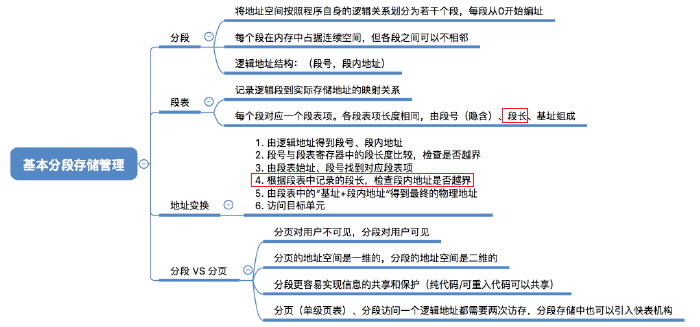 将地址空间按照程序自身的逻辑关系划分为若干个段，每段从0开始编址
分段
每个段在内存中占据连续空间，但各段之间可以不相邻
逻辑地址结构：（段号，段内地址）
记录逻辑段到实际存储地址的映射关系
段表
每个段对应一个段表项。各段表项长度相同，由段号（隐含）、段长、基址组成
基本分段存储管理
1. 由逻辑地址得到段号、段内地址
2. 段号与段表寄存器中的段长度比较，检查是否越界
3. 由段表始址、段号找到对应段表项
4. 根据段表中记录的段长，检查段内地址是否越界
5. 由段表中的“基址+段内地址”得到最终的物理地址
6. 访问目标单元
地址变换
分页对用户不可见，分段对用户可见
分页的地址空间是一维的，分段的地址空间是二维的
分段 VS 分页
分段更容易实现信息的共享和保护（纯代码/可重入代码可以共享）
分页（单级页表）、分段访问一个逻辑地址都需要两次访存，分段存储中也可以引入快表机构